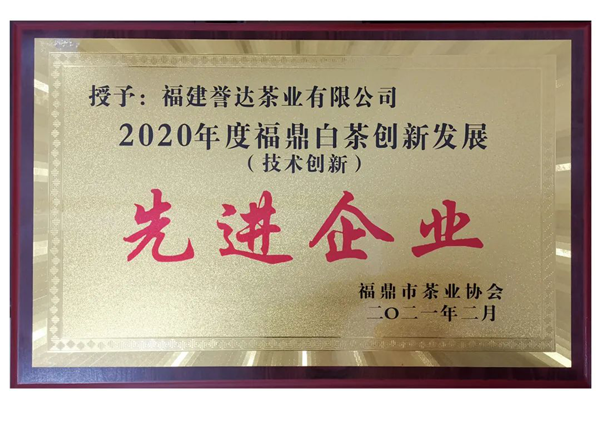 授予：福建誉达茶业有限公司
2020年度福鼎白茶创新发展
（技术创新）
先进企业
福鼎市茶业协会
二〇二一年二月